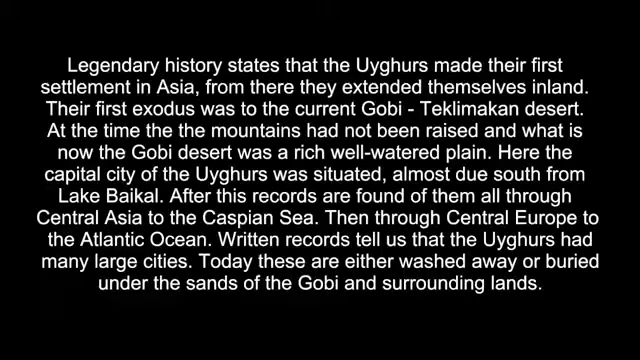 Legendary history states that the Uyghurs made their first
settlement in Asia, from there they extended themselves inland.
Their first exodus was to the current Gobi - Teklimakan desert.
At the time the the mountains had not been raised and what is
now the Gobi desert was a rich well-watered plain. Here the
capital city of the Uyghurs was situated, almost due south from
Lake Baikal. After this records are found of them all through
Central Asia to the Caspian Sea. Then through Central Europe to
the Atlantic Ocean. Written records tell us that the Uyghurs had
many large cities. Today these are either washed away or buried
under the sands of the Gobi and surrounding lands.